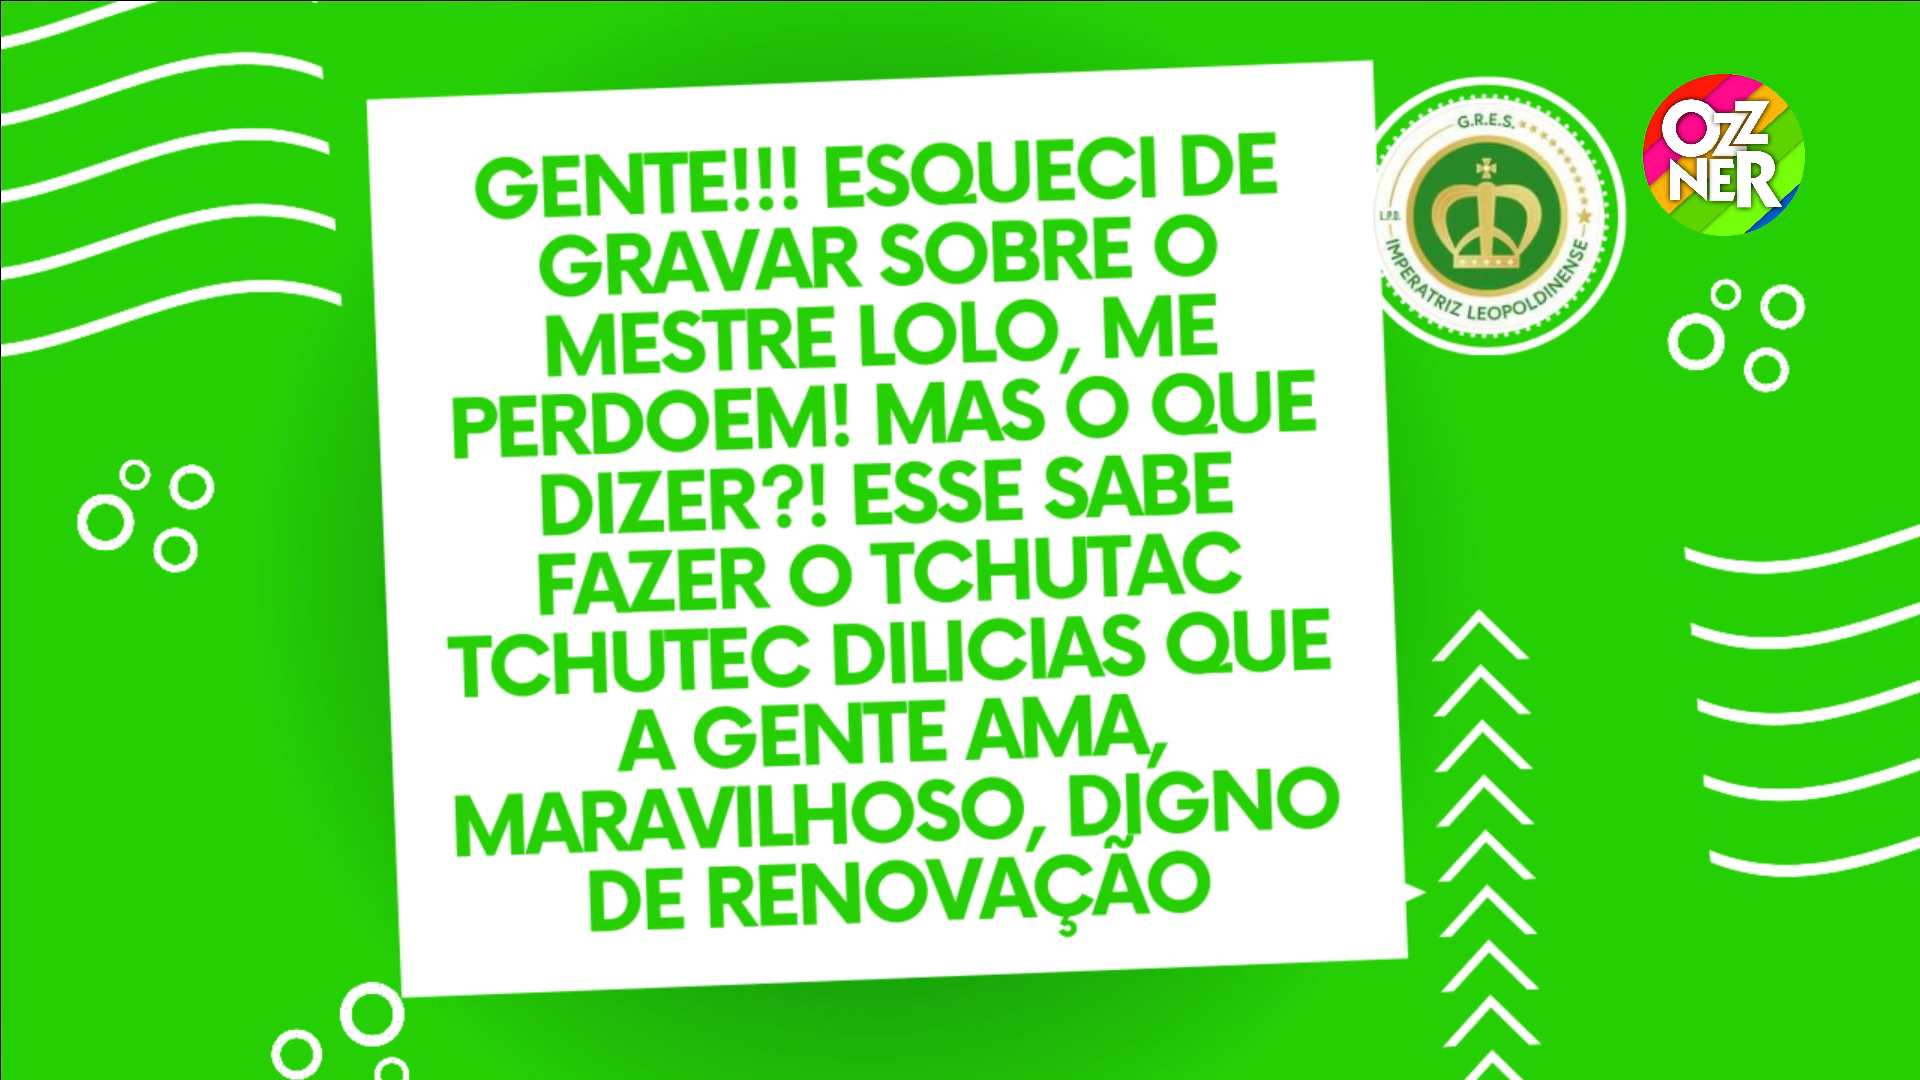 GENTE!!! ESQUECI DE
GRAVAR SOBRE O
MESTRE LOLO, ME
PERDOEM! MAS O QUE
DIZER?! ESSE SABE
FAZER O TCHUTAC
TCHUTEC DILICIAS QUE
A GENTE AMA,
MARAVILHOSO, DIGNO
DE RENOVAÇÃO
G.R.E.S.
L.P.D.
IMPERATRIZ LEOPOLDINENSE
OZZ
NER